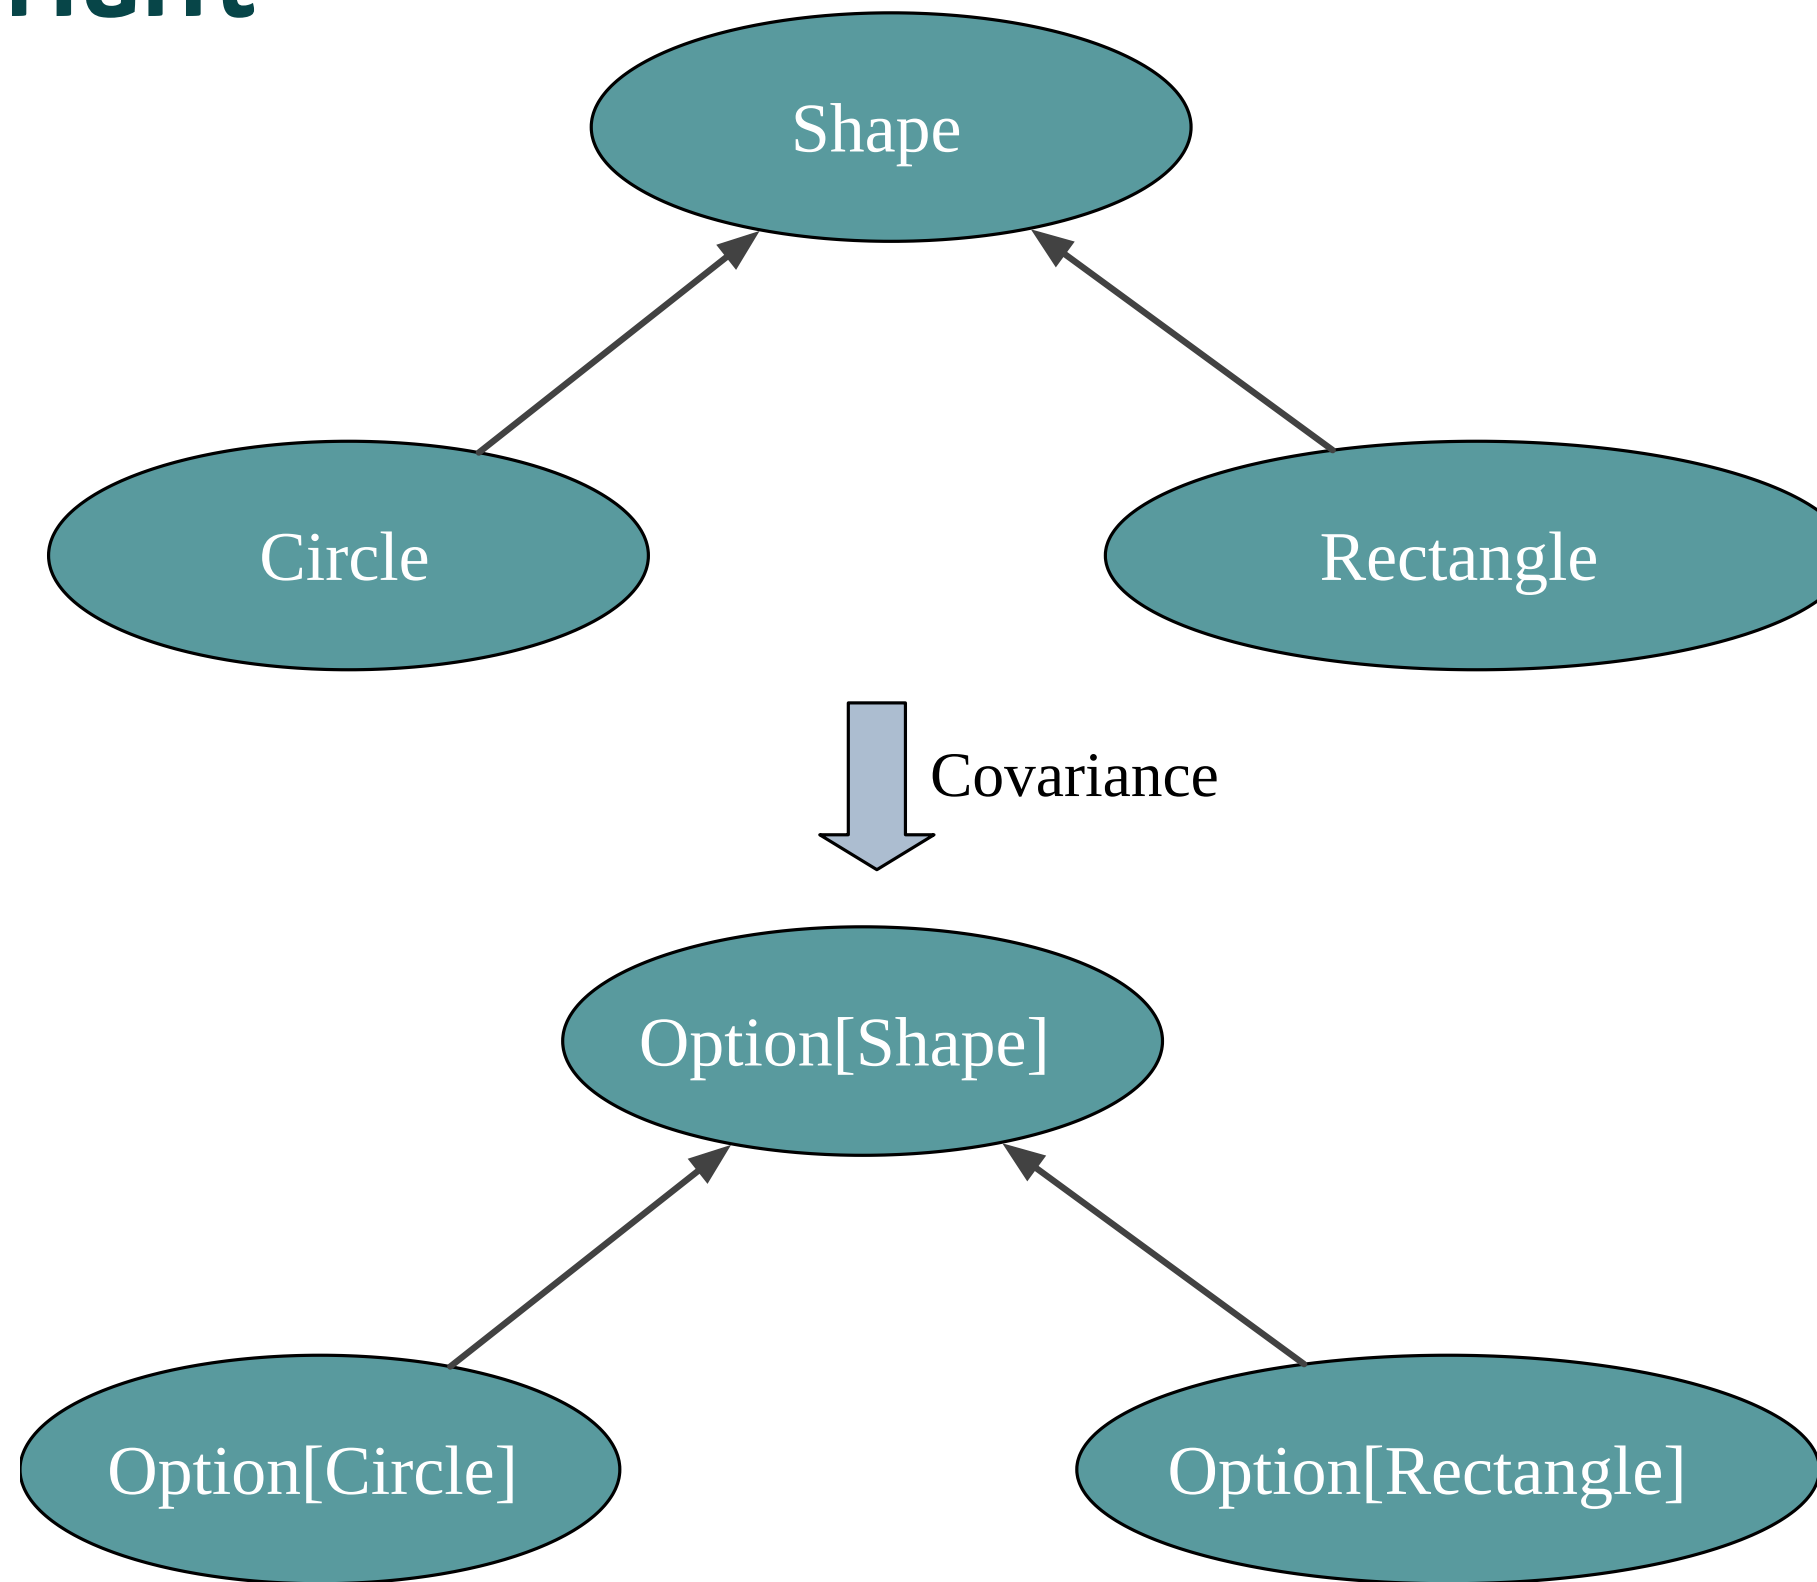 Shape
Circle
Rectangle
Covariance
Option[Shape]
Option[Circle]
Option[Rectangle]